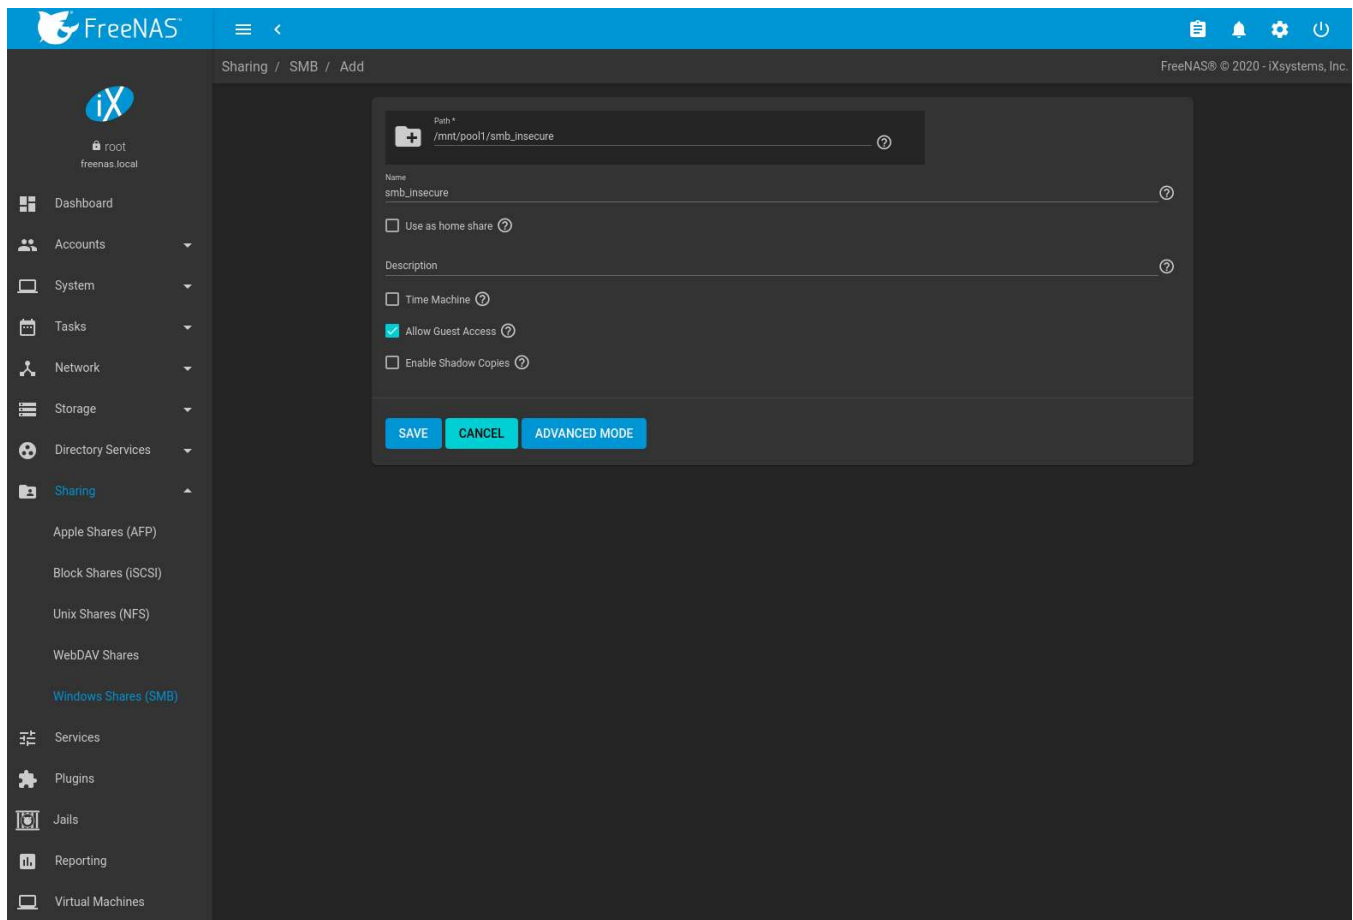 FreeNAS
Sharing / SMB / Add
FreeNAS® © 2020 - iXsystems, Inc.
iX
root
freenas.local
Dashboard
Accounts
System
Tasks
Network
Storage
Directory Services
Sharing
Apple Shares (AFP)
Block Shares (iSCSI)
Unix Shares (NFS)
WebDAV Shares
Windows Shares (SMB)
Services
Plugins
Jails
Reporting
Virtual Machines
Path *
/mnt/pool1/smb_insecure
Name
smb_insecure
Use as home share
Description
Time Machine
Allow Guest Access
Enable Shadow Copies
SAVE CANCEL ADVANCED MODE